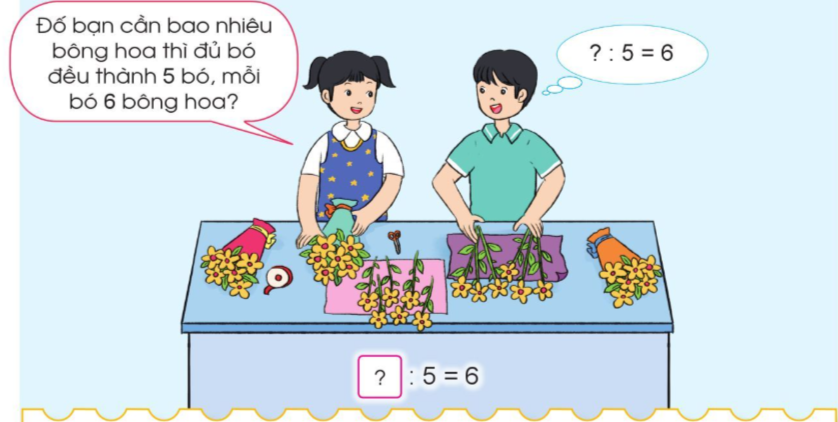 Đố bạn cần bao nhiêu
bông hoa thì đủ bó
đều thành 5 bó, mỗi
bó 6 bông hoa?
? : 5 = 6
? : 5 = 6